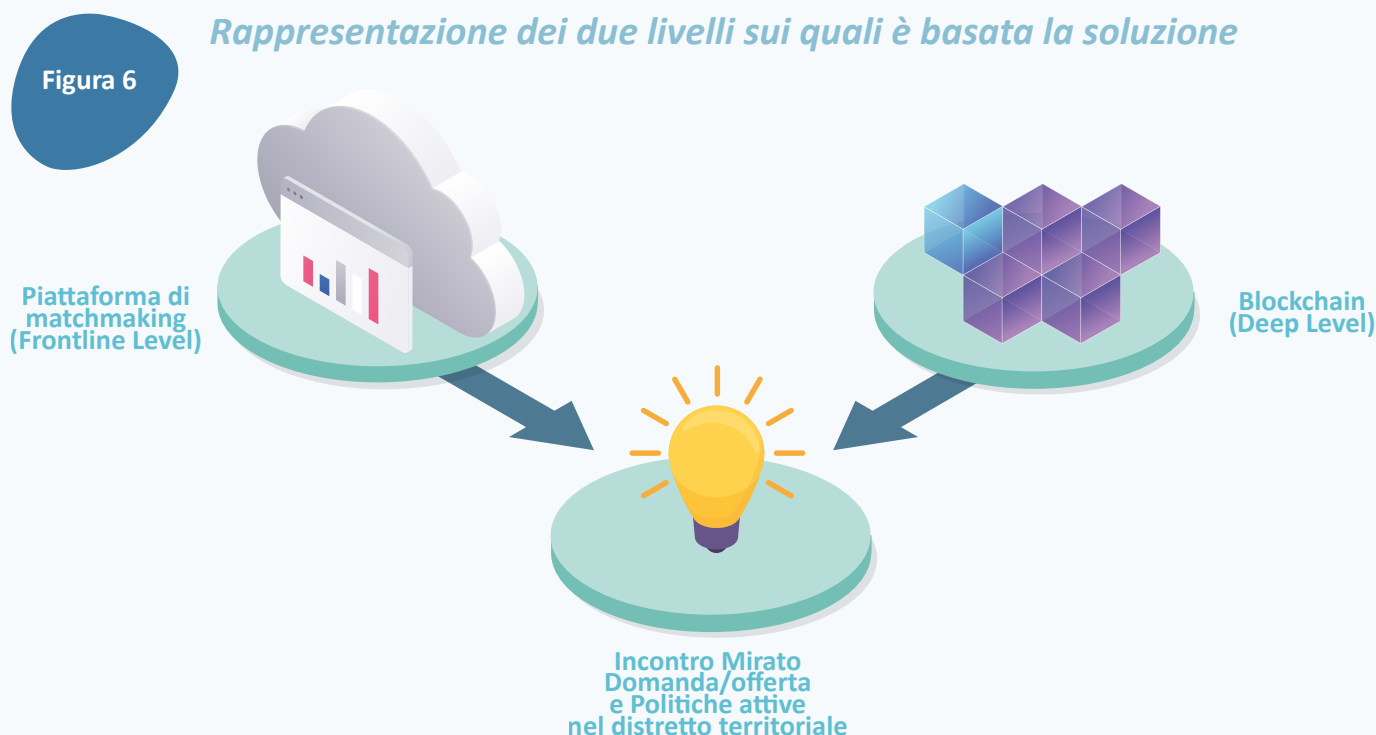 Rappresentazione dei due livelli sui quali è basata la soluzione
Figura 6
Piattaforma di
matchmaking
(Frontline Level)
Blockchain
(Deep Level)
Incontro Mirato
Domanda/offerta
e Politiche attive
nel distretto territoriale